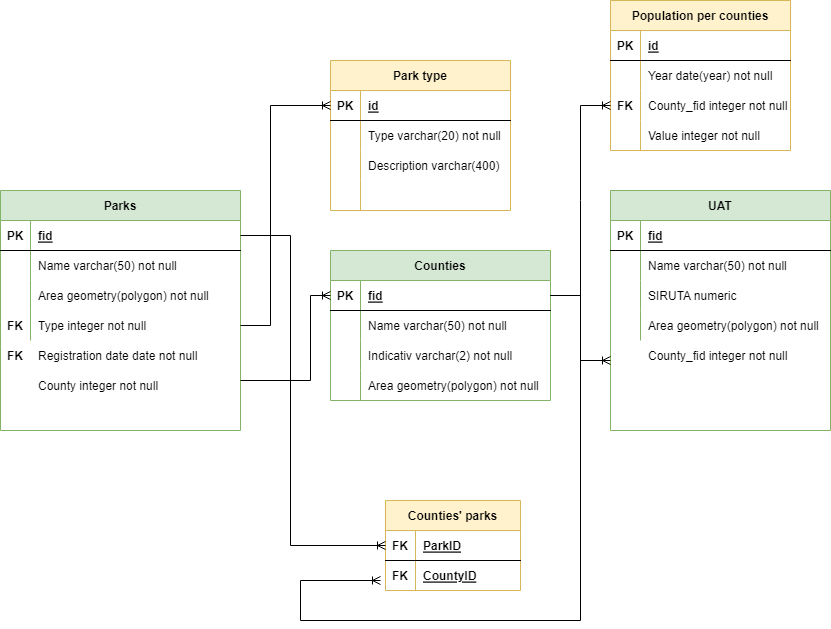 Population per counties
PK id
Year date(year) not null
FK County_fid integer not null
Value integer not null
Park type
PK id
Type varchar(20) not null
Description varchar(400)
Parks
PK fid
Name varchar(50) not null
Area geometry(polygon) not null
FK Type integer not null
FK Registration date date not null
County integer not null
Counties
PK fid
Name varchar(50) not null
Indicativ varchar(2) not null
Area geometry(polygon) not null
UAT
PK fid
Name varchar(50) not null
SIRUTA numeric
Area geometry(polygon) not null
County_fid integer not null
Counties' parks
FK ParkID
FK CountyID